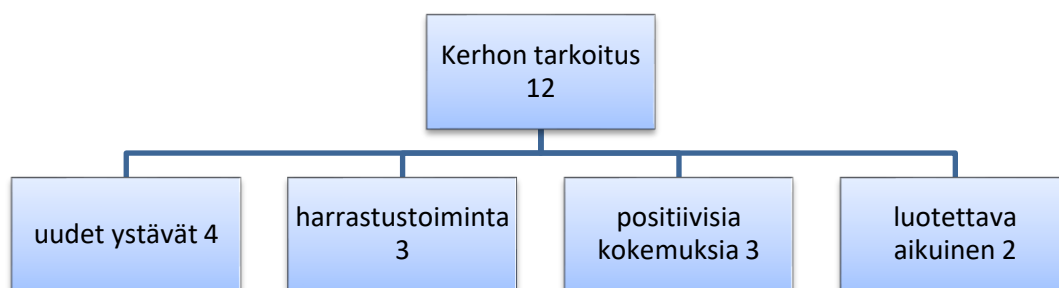 Kerhon tarkoitus
12
uudet ystävät 4
harrastustoiminta
3
positiivisia
kokemuksia 3
luotettava
aikuinen 2